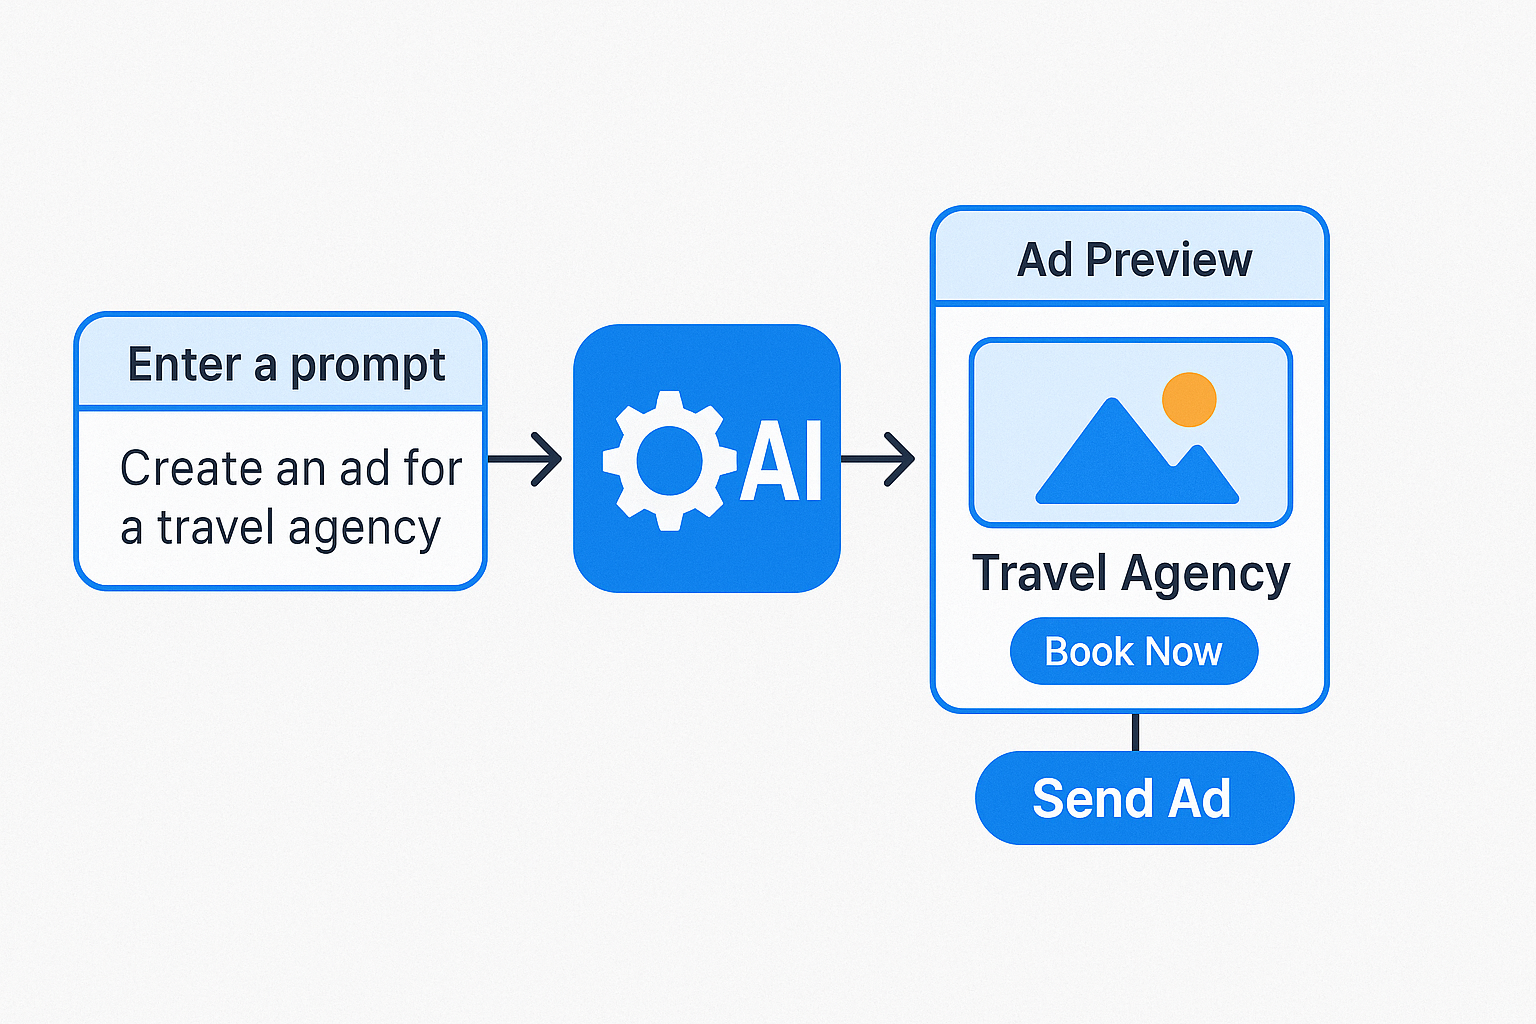 Enter a prompt
Create an ad for
a travel agency
AI
Ad Preview
Travel Agency
Book Now
Send Ad